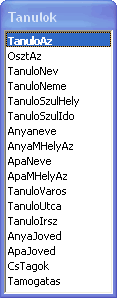 Tanulok
TanuloAz
OsztAz
TanuloNev
TanuloNeme
TanuloSzulHely
TanuloSzulIdo
Anyaneve
AnyaMHelyAz
ApaNeve
ApaMHelyAz
TanuloVaros
TanuloUtca
TanuloIrsz
AnyaJoved
ApaJoved
CsTagok
Tamogatas